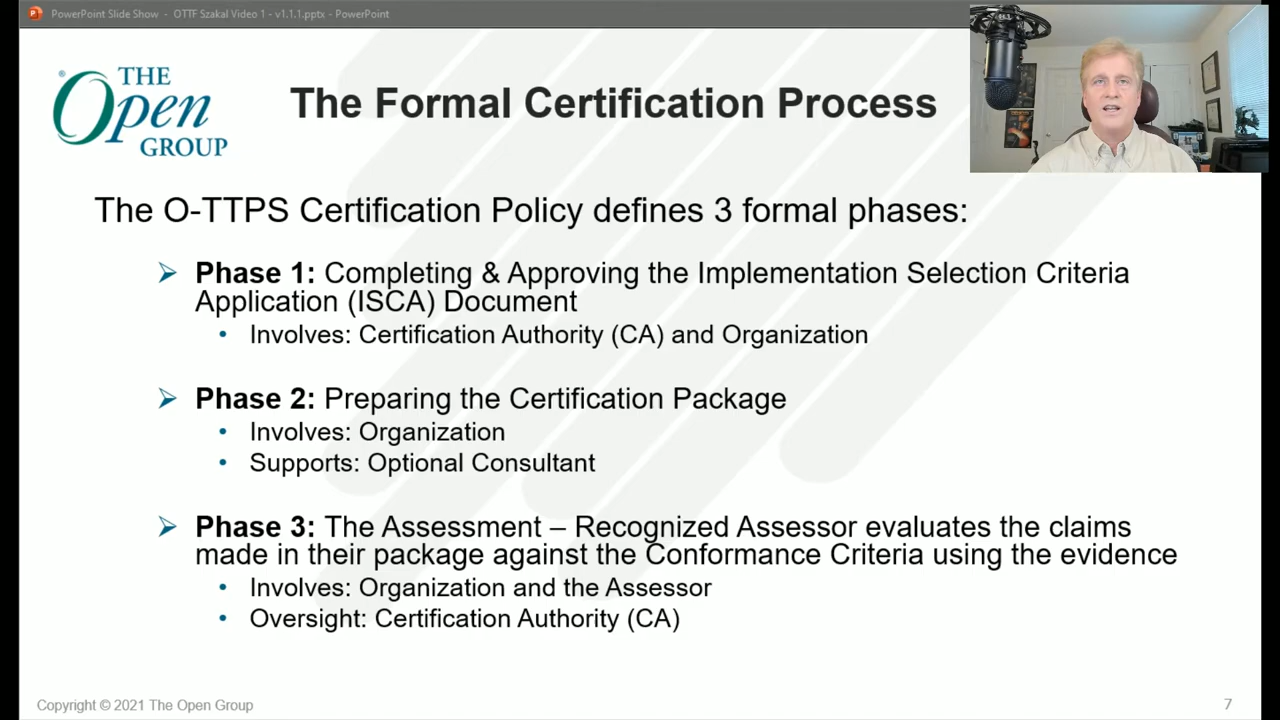 PowerPoint Slide Show - OTTF Szakal Video 1 - v1.1.1.pptx - PowerPoint
THE
Open
GROUP
®
The Formal Certification Process
The O-TTPS Certification Policy defines 3 formal phases:
➢ Phase 1: Completing & Approving the Implementation Selection Criteria
Application (ISCA) Document
• Involves: Certification Authority (CA) and Organization
➢ Phase 2: Preparing the Certification Package
• Involves: Organization
• Supports: Optional Consultant
➢ Phase 3: The Assessment – Recognized Assessor evaluates the claims
made in their package against the Conformance Criteria using the evidence
• Involves: Organization and the Assessor
• Oversight: Certification Authority (CA)
Copyright © 2021 The Open Group
7